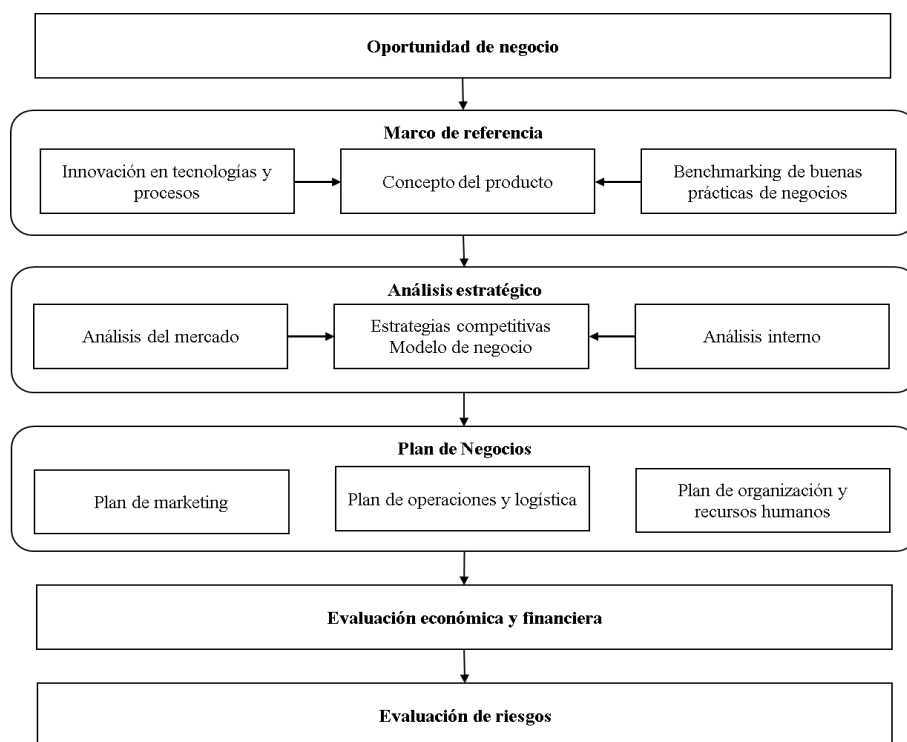 Oportunidad de negocio
Marco de referencia
Innovación en tecnologías y
procesos
Concepto del producto
Benchmarking de buenas
prácticas de negocios
Análisis estratégico
Análisis del mercado
Estrategias competitivas
Modelo de negocio
Análisis interno
Plan de Negocios
Plan de marketing
Plan de operaciones y logística
Plan de organización y
recursos humanos
Evaluación económica y financiera
Evaluación de riesgos